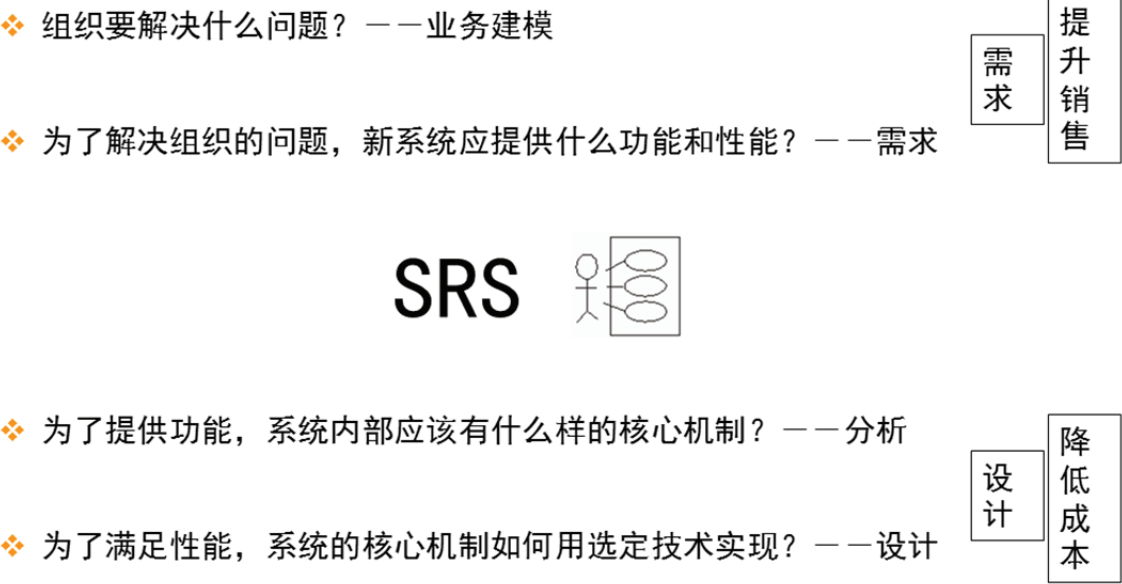 组织要解决什么问题？－－业务建模
为了解决组织的问题，新系统应提供什么功能和性能？－－需求
需求
提升销售
SRS
为了提供功能，系统内部应该有什么样的核心机制？－－分析
为了满足性能，系统的核心机制如何用选定技术实现？－－设计
设计
降低成本